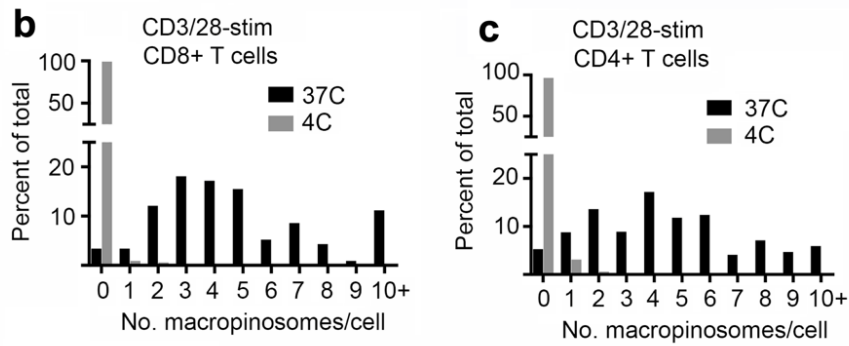 b
CD3/28-stim
CD8+ T cells
Percent of total
100
50
20
10
37C
4C
0 1 2 3 4 5 6 7 8 9 10+
No. macropinosomes/cell
c
CD3/28-stim
CD4+ T cells
Percent of total
100
50
20
10
37C
4C
0 1 2 3 4 5 6 7 8 9 10+
No. macropinosomes/cell